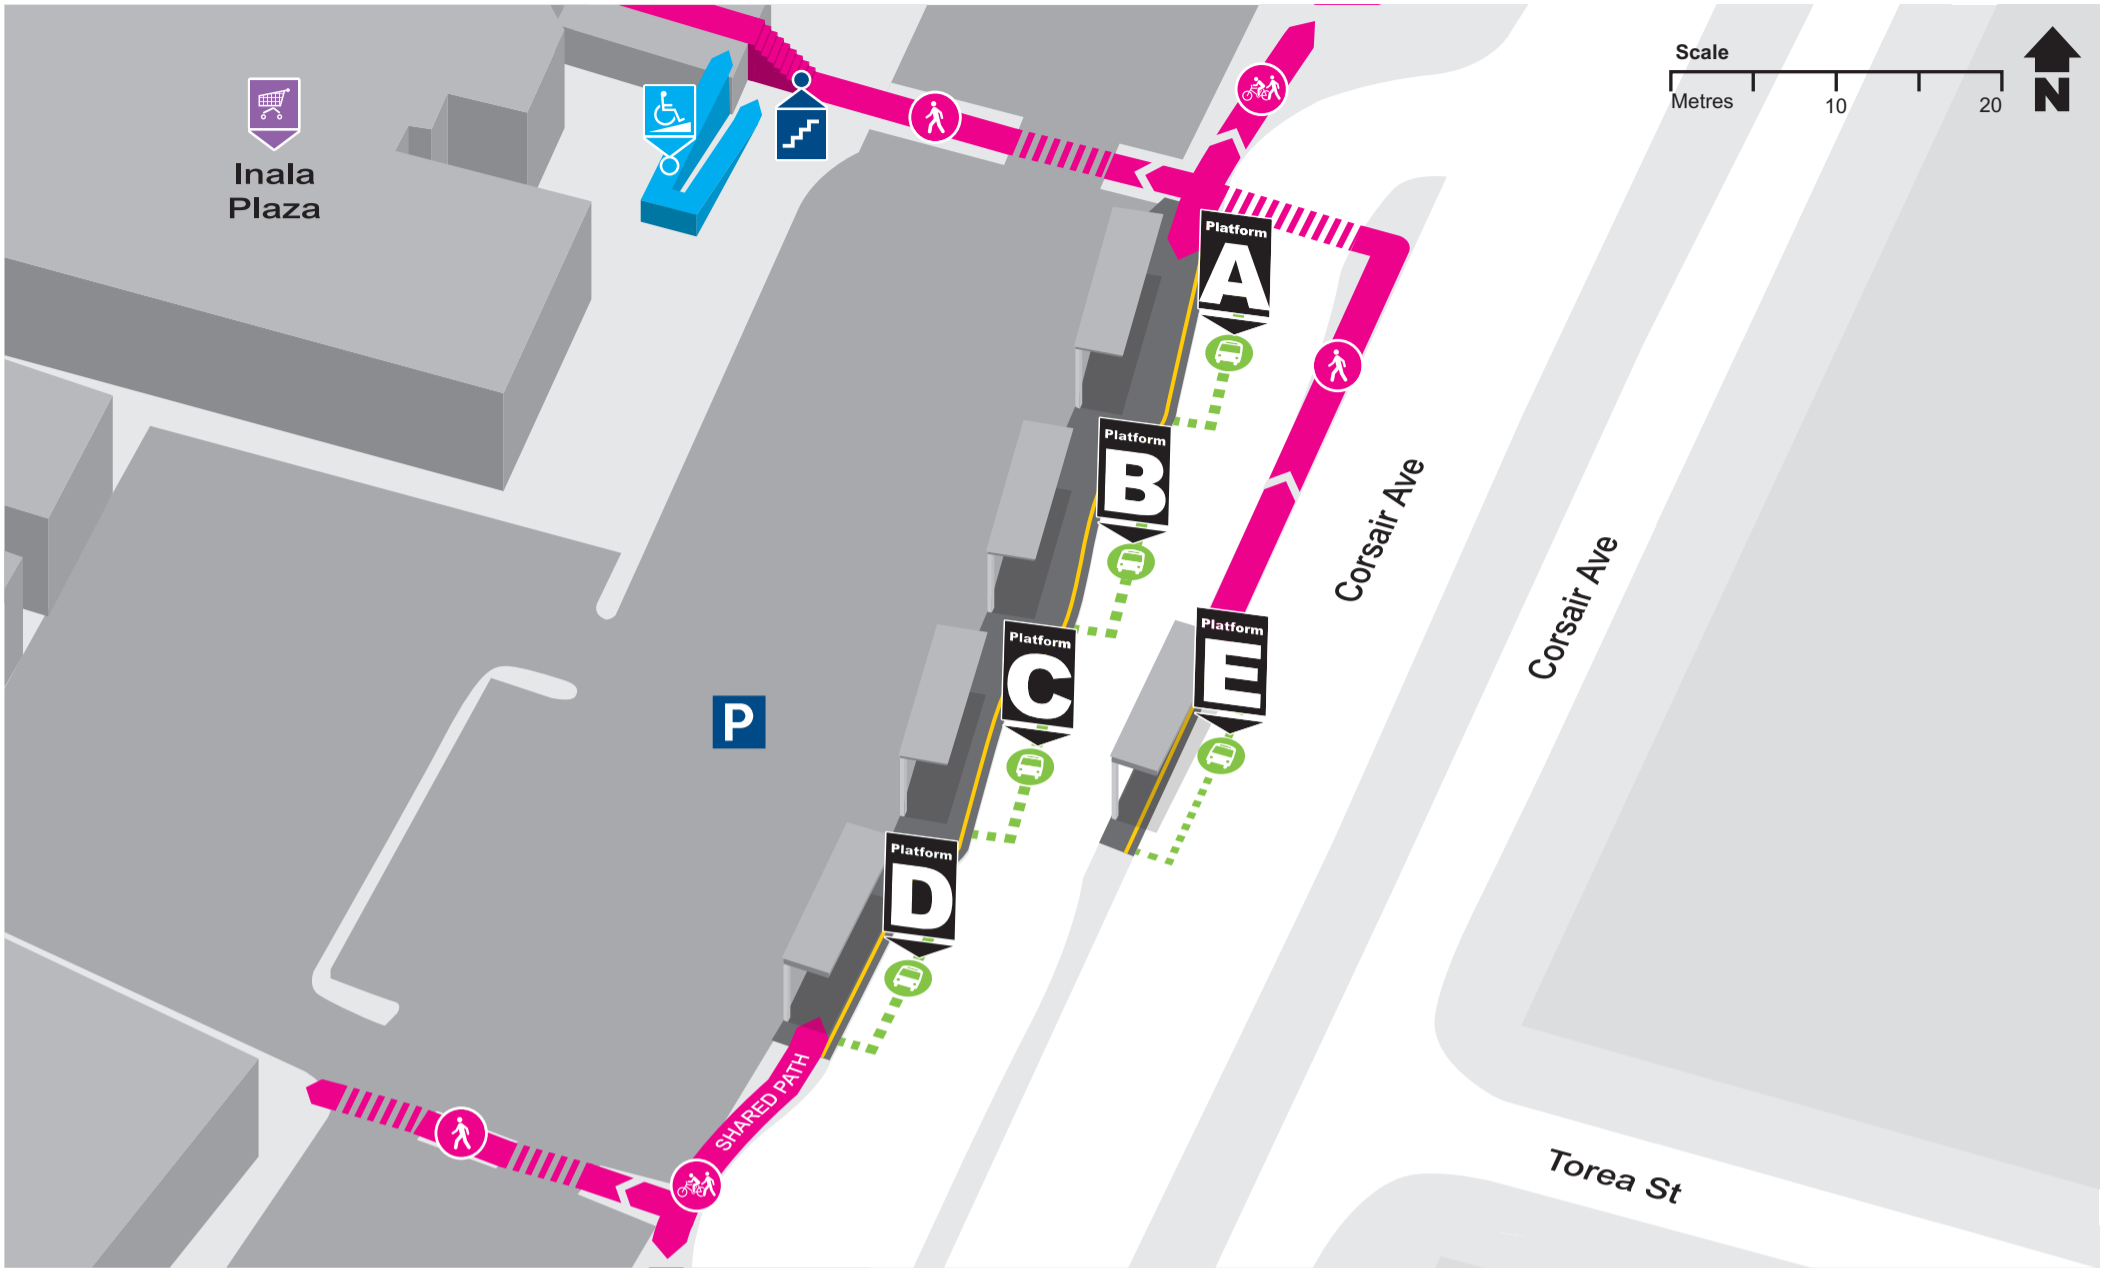 Scale
Metres
10
20
N
Inala
Plaza
Platform
A
Platform
B
Platform
C
Platform
D
Platform
E
P
Corsair Ave
Corsair Ave
SHARED PATH
Torea St